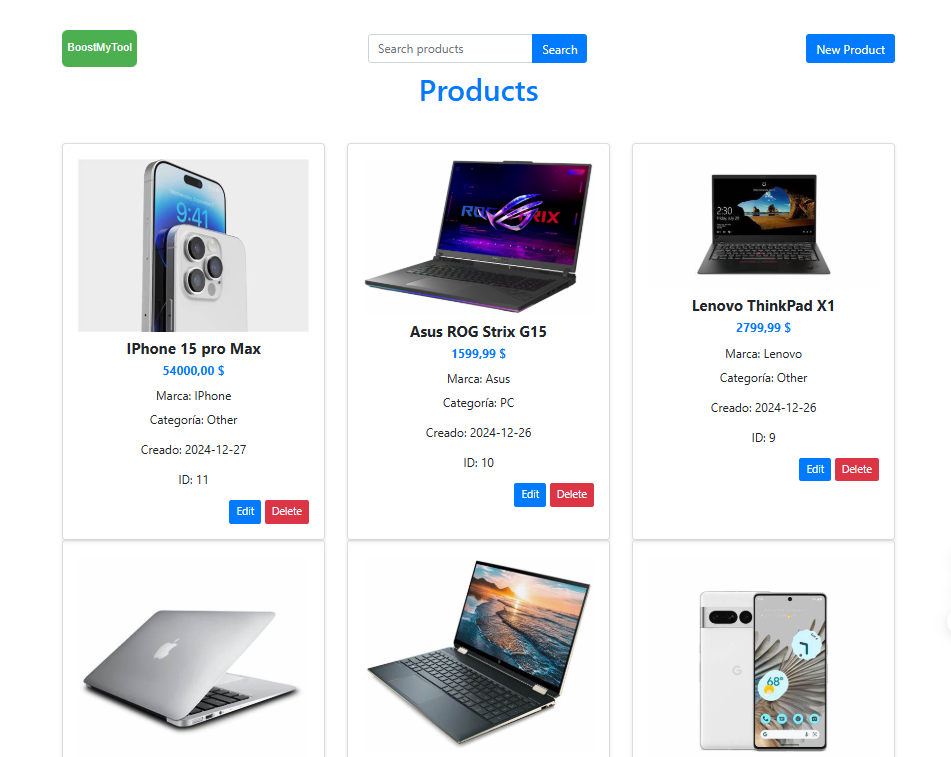 BoostMyTool
Search products
Search
New Product
Products
9:41
IPhone 15 pro Max
54000,00 $
Marca: IPhone
Categoría: Other
Creado: 2024-12-27
ID: 11
Edit
Delete
Asus ROG Strix G15
1599,99 $
Marca: Asus
Categoría: PC
Creado: 2024-12-26
ID: 10
Edit
Delete
2:30
Lenovo ThinkPad X1
2799,99 $
Marca: Lenovo
Categoría: Other
Creado: 2024-12-26
ID: 9
Edit
Delete
68°